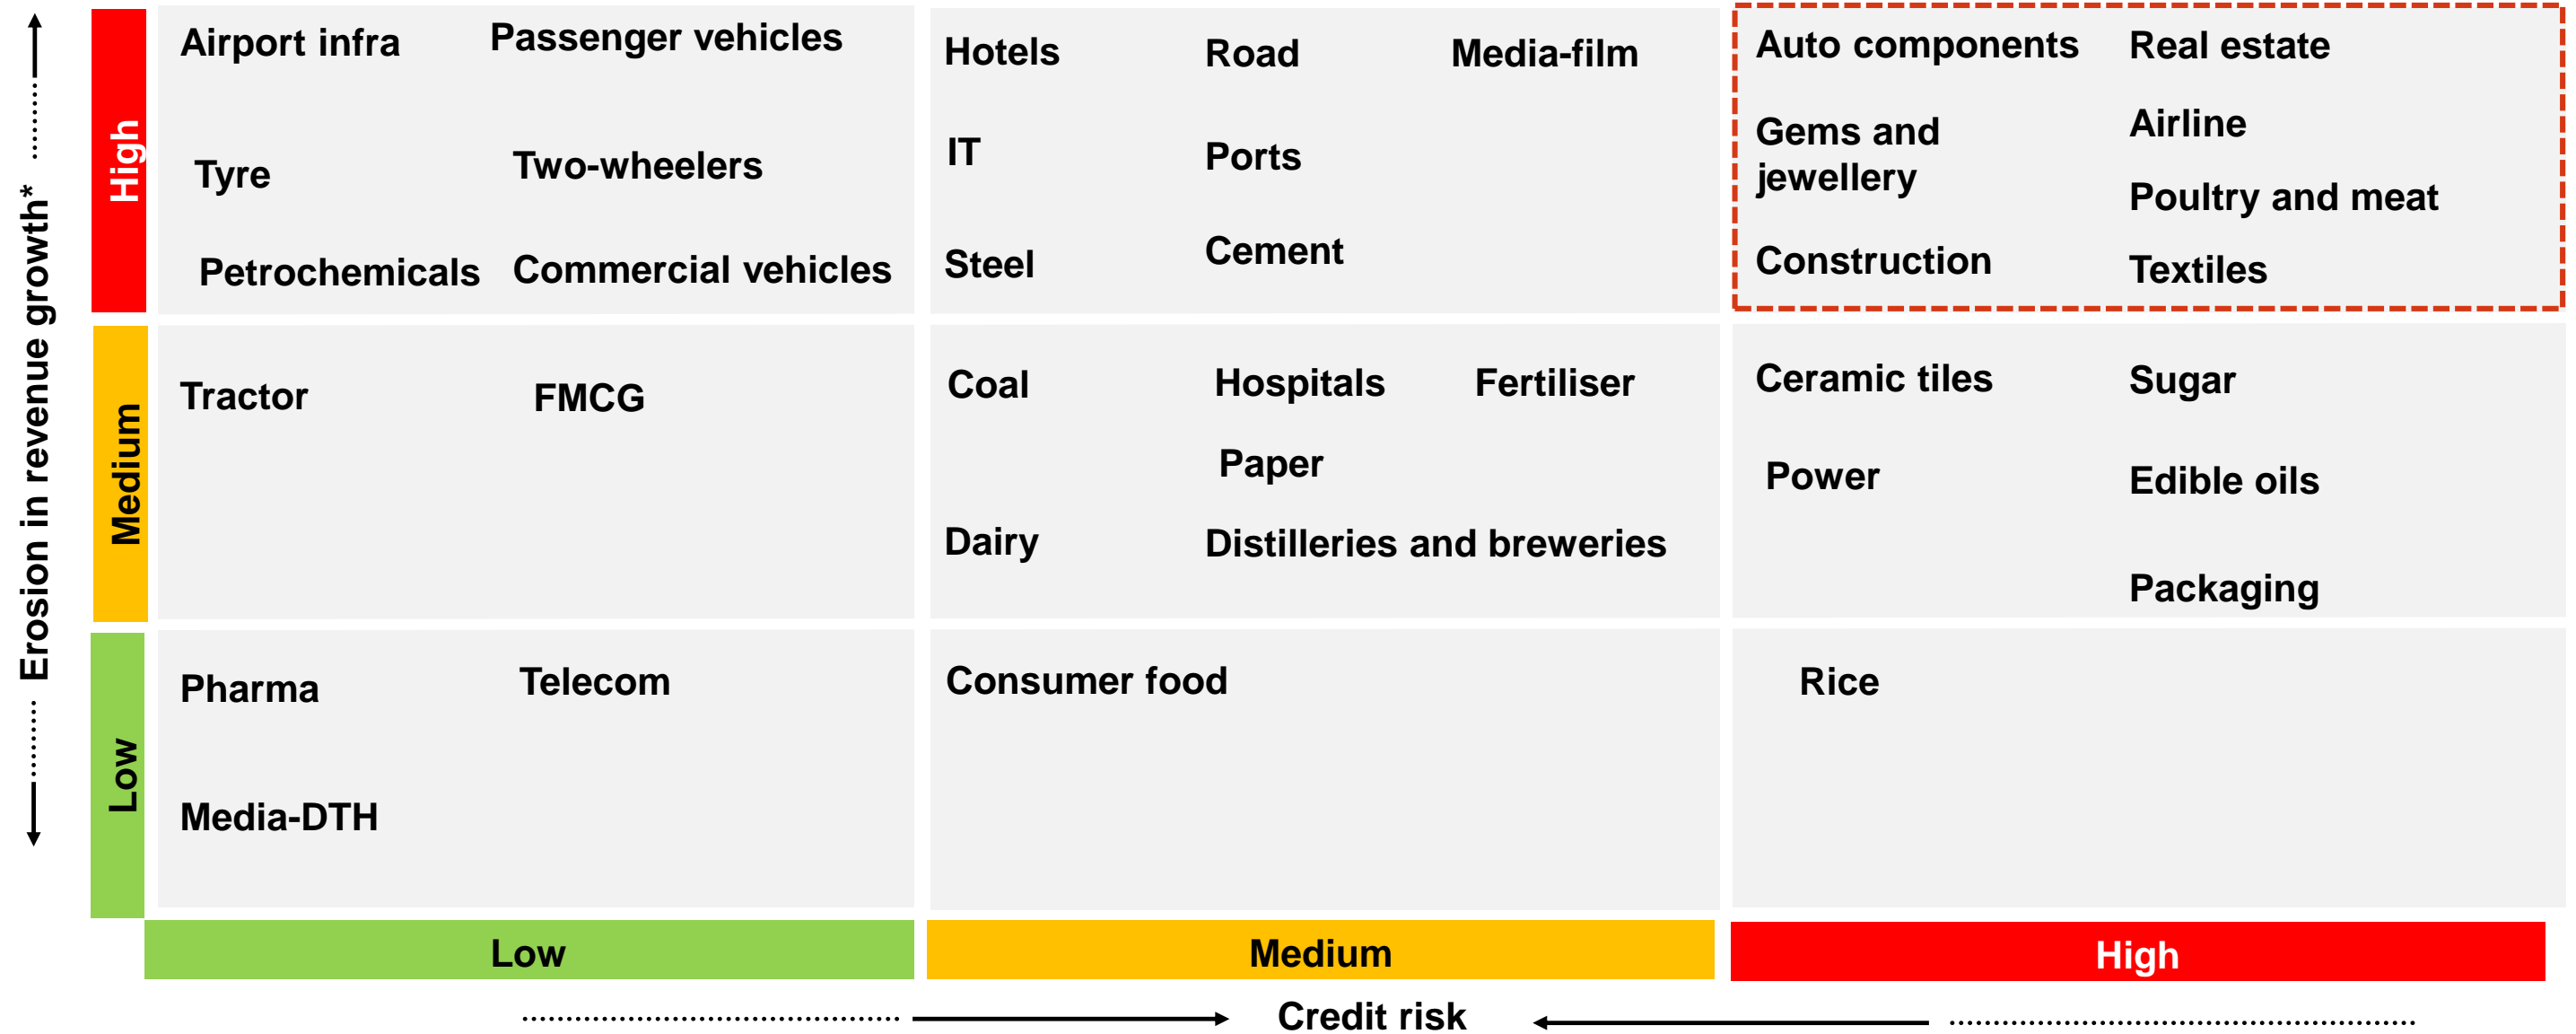 Erosion in revenue growth*
High
Airport infra
Passenger vehicles
Tyre
Two-wheelers
Petrochemicals
Commercial vehicles
Hotels
Road
Media-film
IT
Ports
Steel
Cement
Auto components
Real estate
Gems and
jewellery
Airline
Poultry and meat
Construction
Textiles
Medium
Tractor
FMCG
Coal
Hospitals
Fertiliser
Paper
Dairy
Distilleries and breweries
Ceramic tiles
Sugar
Power
Edible oils
Packaging
Low
Pharma
Telecom
Media-DTH
Consumer food
Rice
Low
Medium
High
Credit risk